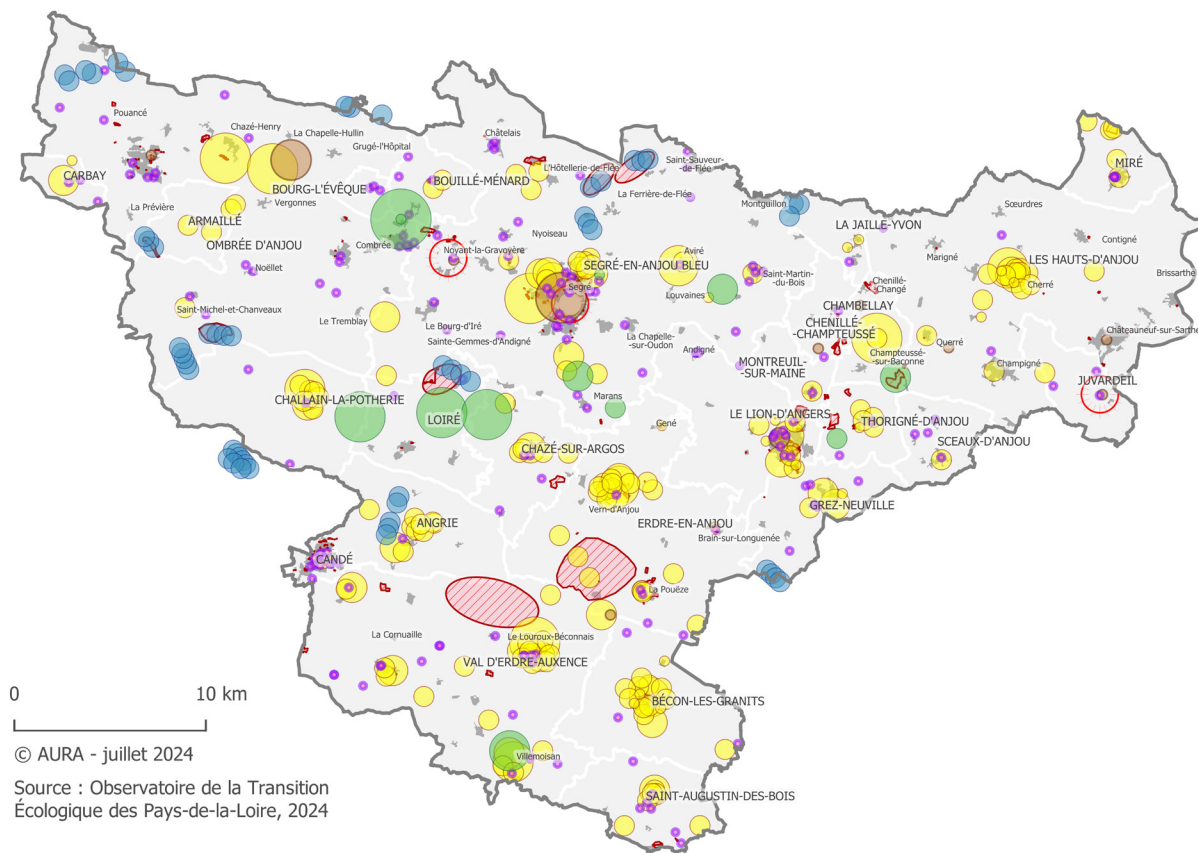 Pouancé
Chazé-Henry
La Chapelle-Hullin
Grugé-l'Hôpital
Châtelais
L'Hôtellerie-de-Flée
Saint-Sauveur-
de-Flée
La Ferrière-de-Flée
MIRÉ
CARBAY
BOURG-L'ÉVÊQUE
BOUILLÉ-MÉNARD
La Prévière
Vergonnes
ARMAILLÉ
Montguillon
Sœurdres
LA JAILLE-YVON
OMBRÉE D'ANJOU
Combrée
Nyoiseau
Noyant-la-Gravoyère
Aviré
Marigné
Contigné
Noëllet
SEGRÉ-EN-ANJOU BLEU
LES HAUTS-D'ANJOU
Saint-Martin-
du-Bois
Chenillé-
Changé
Brissarthe
Segré
Cherré
Louvaines
CHAMBELLAY
Saint-Michel-et-Chanveaux
Le Tremblay
CHENILLÉ-
-CHAMPTEUSSÉ
Le Bourg-d'Iré
La Chapelle-
-sur-Oudon
Châteauneuf-sur-Sarthe
Sainte-Gemmes-d'Andigné
Andigné
Querré
Champteussé-
-sur-Baconne
MONTREUIL-
-SUR-MAINE
Champigné
JUVARDEIL
CHALLAIN-LA-POTHERIE
Marans
LOIRÉ
LE LION-D'ANGERS
THORIGNÉ-D'ANJOU
Gené
SCEAUX-D'ANJOU
CHAZÉ-SUR-ARGOS
GREZ-NEUVILLE
Vern-d'Anjou
ANGRIE
ERDRE-EN-ANJOU
Brain-sur-Longuenée
CANDÉ
La Pouëze
La Cornuaille
Le Louroux-Béconnais
VAL D'ERDRE-AUXENCE
BÉCON-LES-GRANITS
Villemoisan
SAINT-AUGUSTIN-DES-BOIS
0 10 km
© AURA - juillet 2024
Source : Observatoire de la Transition
Écologique des Pays-de-la-Loire, 2024